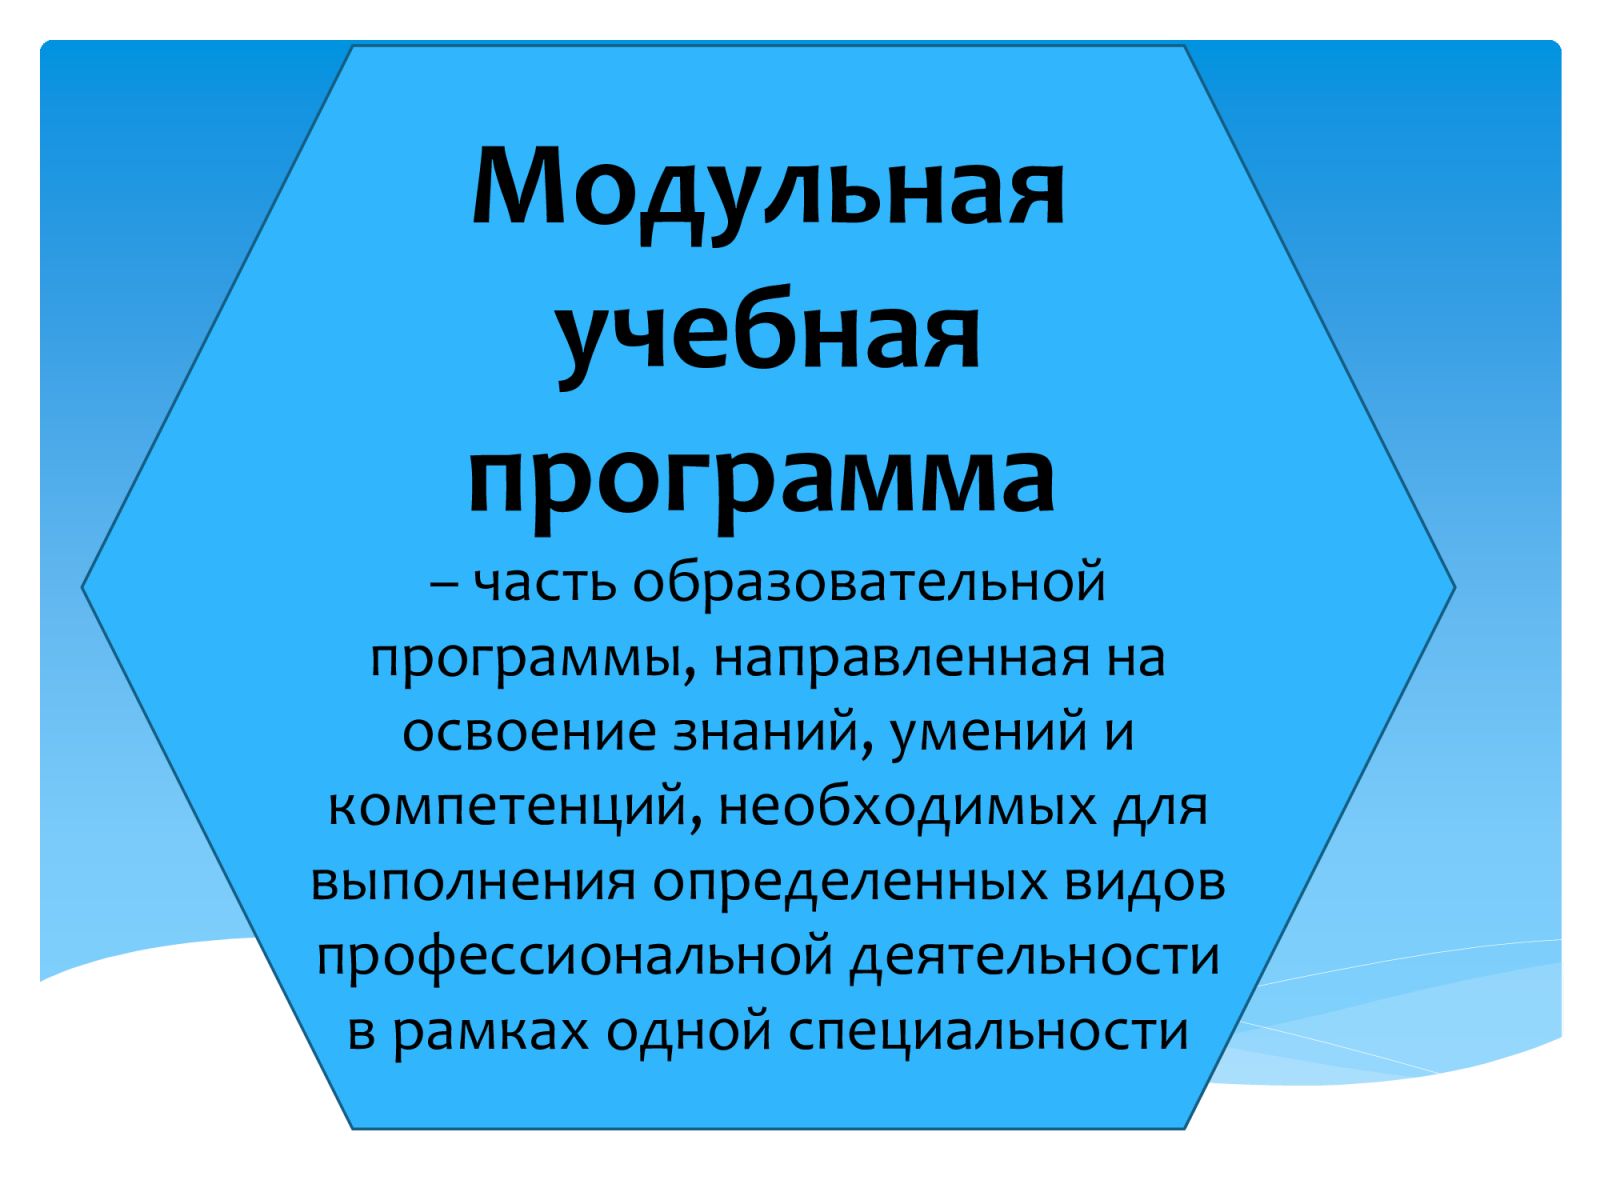 Модульная
учебная
программа
– часть образовательной
программы, направленная на
освоение знаний, умений и
компетенций, необходимых для
выполнения определенных видов
профессиональной деятельности
в рамках одной специальности